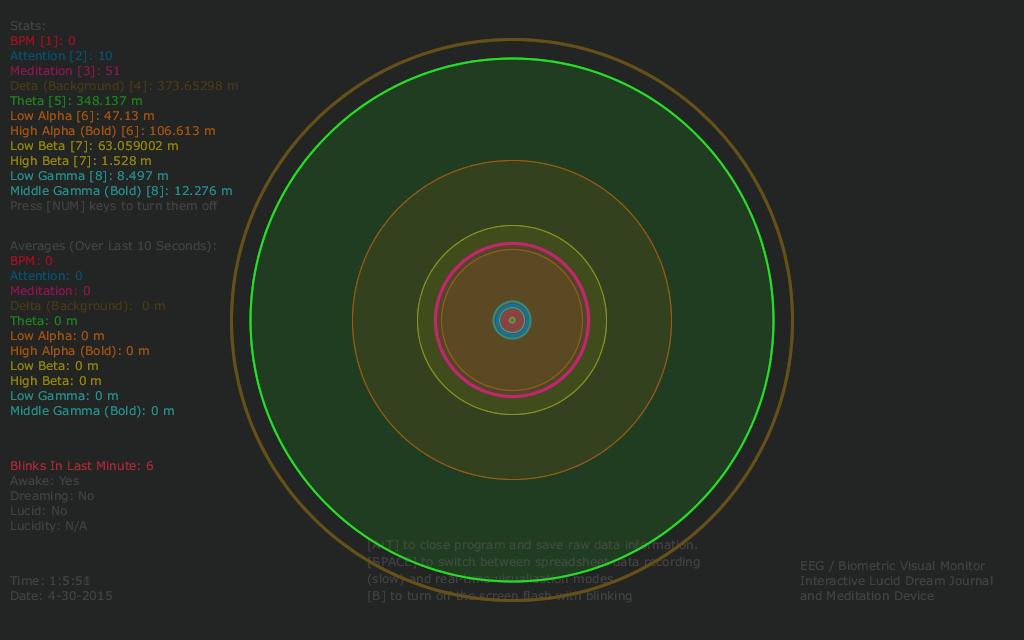 Stats:
BPM [1]: 0
Attention [2]: 10
Meditation [3]: 51
Deta (Background) [4]: 373.65298 m
Theta [5]: 348.137 m
Low Alpha [6]: 47.13 m
High Alpha (Bold) [6]: 106.613 m
Low Beta [7]: 63.059002 m
High Beta [7]: 1.528 m
Low Gamma [8]: 8.497 m
Middle Gamma (Bold) [8]: 12.276 m
Press [NUM] keys to turn them off
Averages (Over Last 10 Seconds):
BPM: 0
Attention: 0
Meditation: 0
Delta (Background):  0 m
Theta: 0 m
Low Alpha: 0 m
High Alpha (Bold): 0 m
Low Beta: 0 m
High Beta: 0 m
Low Gamma: 0 m
Middle Gamma (Bold): 0 m
Blinks In Last Minute: 6
Awake: Yes
Dreaming: No
Lucid: No
Lucidity: N/A
Time: 1:5:51
Date: 4-30-2015
[ALT] to close program and save raw data information.
[SPACE] to switch between spreadsheet data recording
(slow) and real-time visualization modes
[B] to turn off the screen flash with blinking
EEG / Biometric Visual Monitor
Interactive Lucid Dream Journal
and Meditation Device